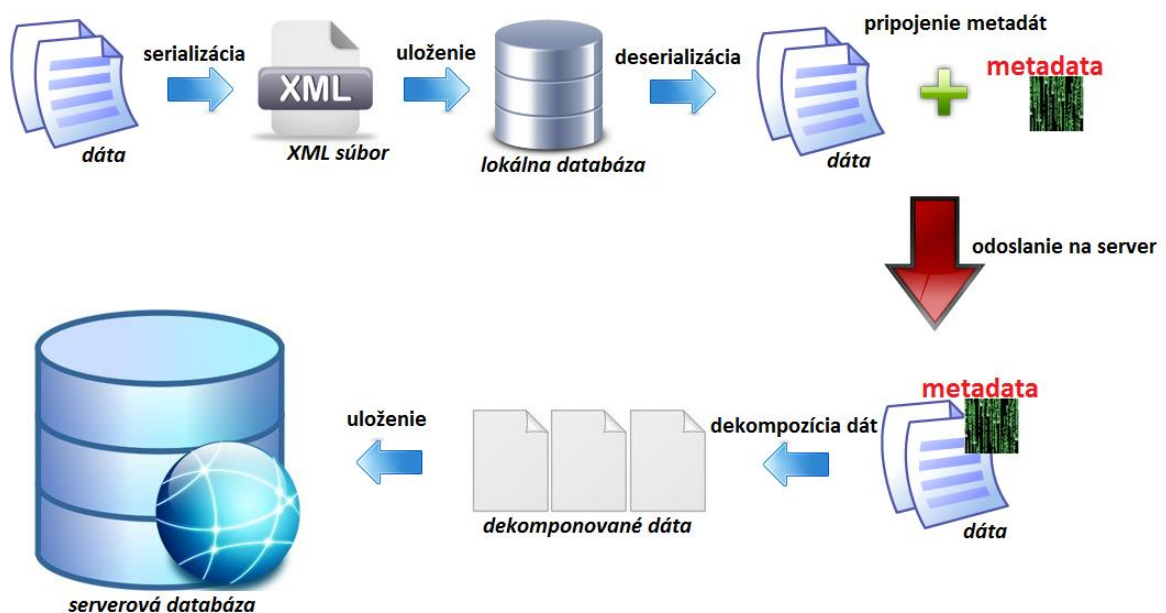 serializácia
XML
uloženie
deserializácia
pripojenie metadát
metadata
dáta
XML súbor
lokálna databáza
dáta
odoslanie na server
metadata
dáta
dekompozícia dát
dekomponované dáta
uloženie
serverová databáza